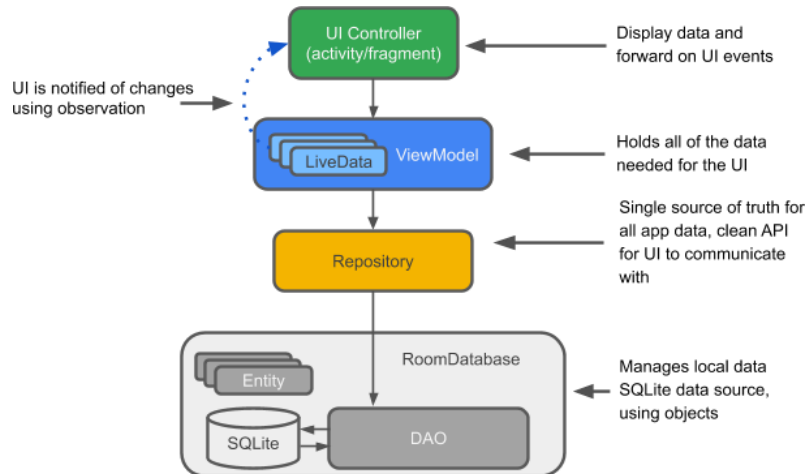 UI Controller
(activity/fragment)
Display data and
forward on UI events
UI is notified of changes
using observation
LiveData
ViewModel
Holds all of the data
needed for the UI
Single source of truth for
all app data, clean API
for UI to communicate
with
Repository
RoomDatabase
Entity
Manages local data
SQLite data source,
using objects
SQLite
DAO